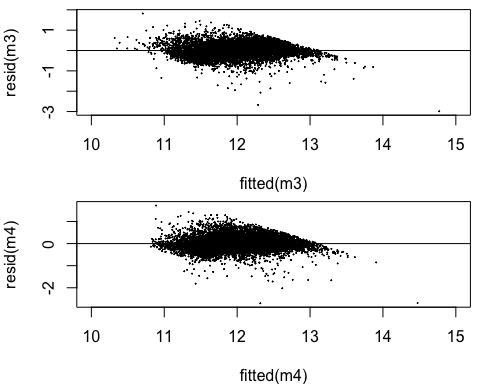 resid(m3)
1
-1
-3
10 11 12 13 14 15
fitted(m3)
resid(m4)
0
-2
10 11 12 13 14 15
fitted(m4)